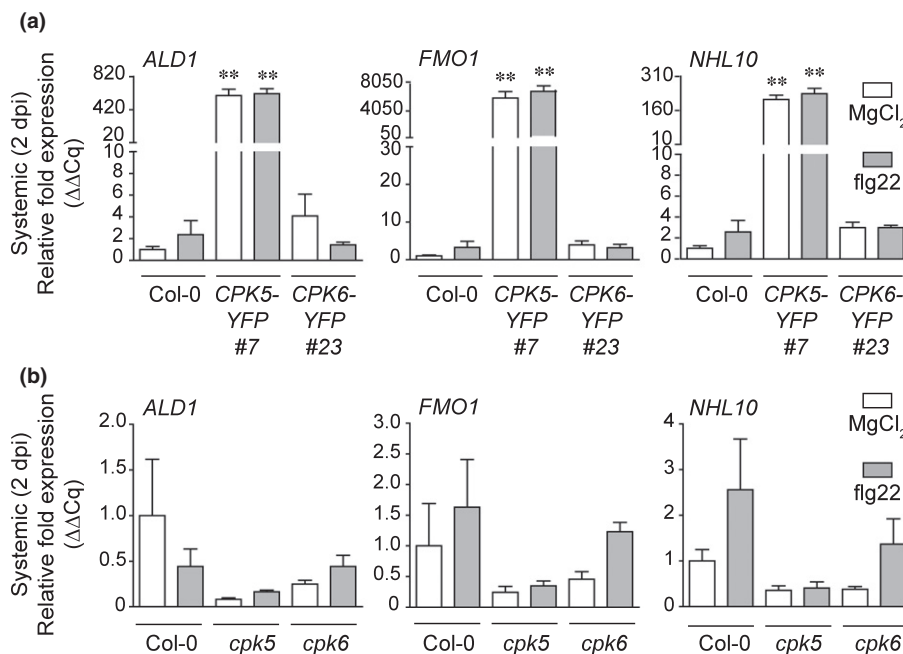 (a)
ALD1
FMO1
NHL10
Systemic (2 dpi)
Relative fold expression
(ΔΔCq)
820
420
20
10
8
6
4
2
0
**
**
8050
4050
50
30
20
10
0
**
**
310
160
10
10
8
6
4
2
0
**
**
MgCl2
flg22
Col-0
CPK5-
YFP
#7
CPK6-
YFP
#23
Col-0
CPK5-
YFP
#7
CPK6-
YFP
#23
Col-0
CPK5-
YFP
#7
CPK6-
YFP
#23
(b)
ALD1
FMO1
NHL10
Systemic (2 dpi)
Relative fold expression
(ΔΔCq)
2.0
1.5
1.0
0.5
0
3.0
2.5
2.0
1.5
1.0
0.5
0
4
3
2
1
0
MgCl2
flg22
Col-0
cpk5
cpk6
Col-0
cpk5
cpk6
Col-0
cpk5
cpk6